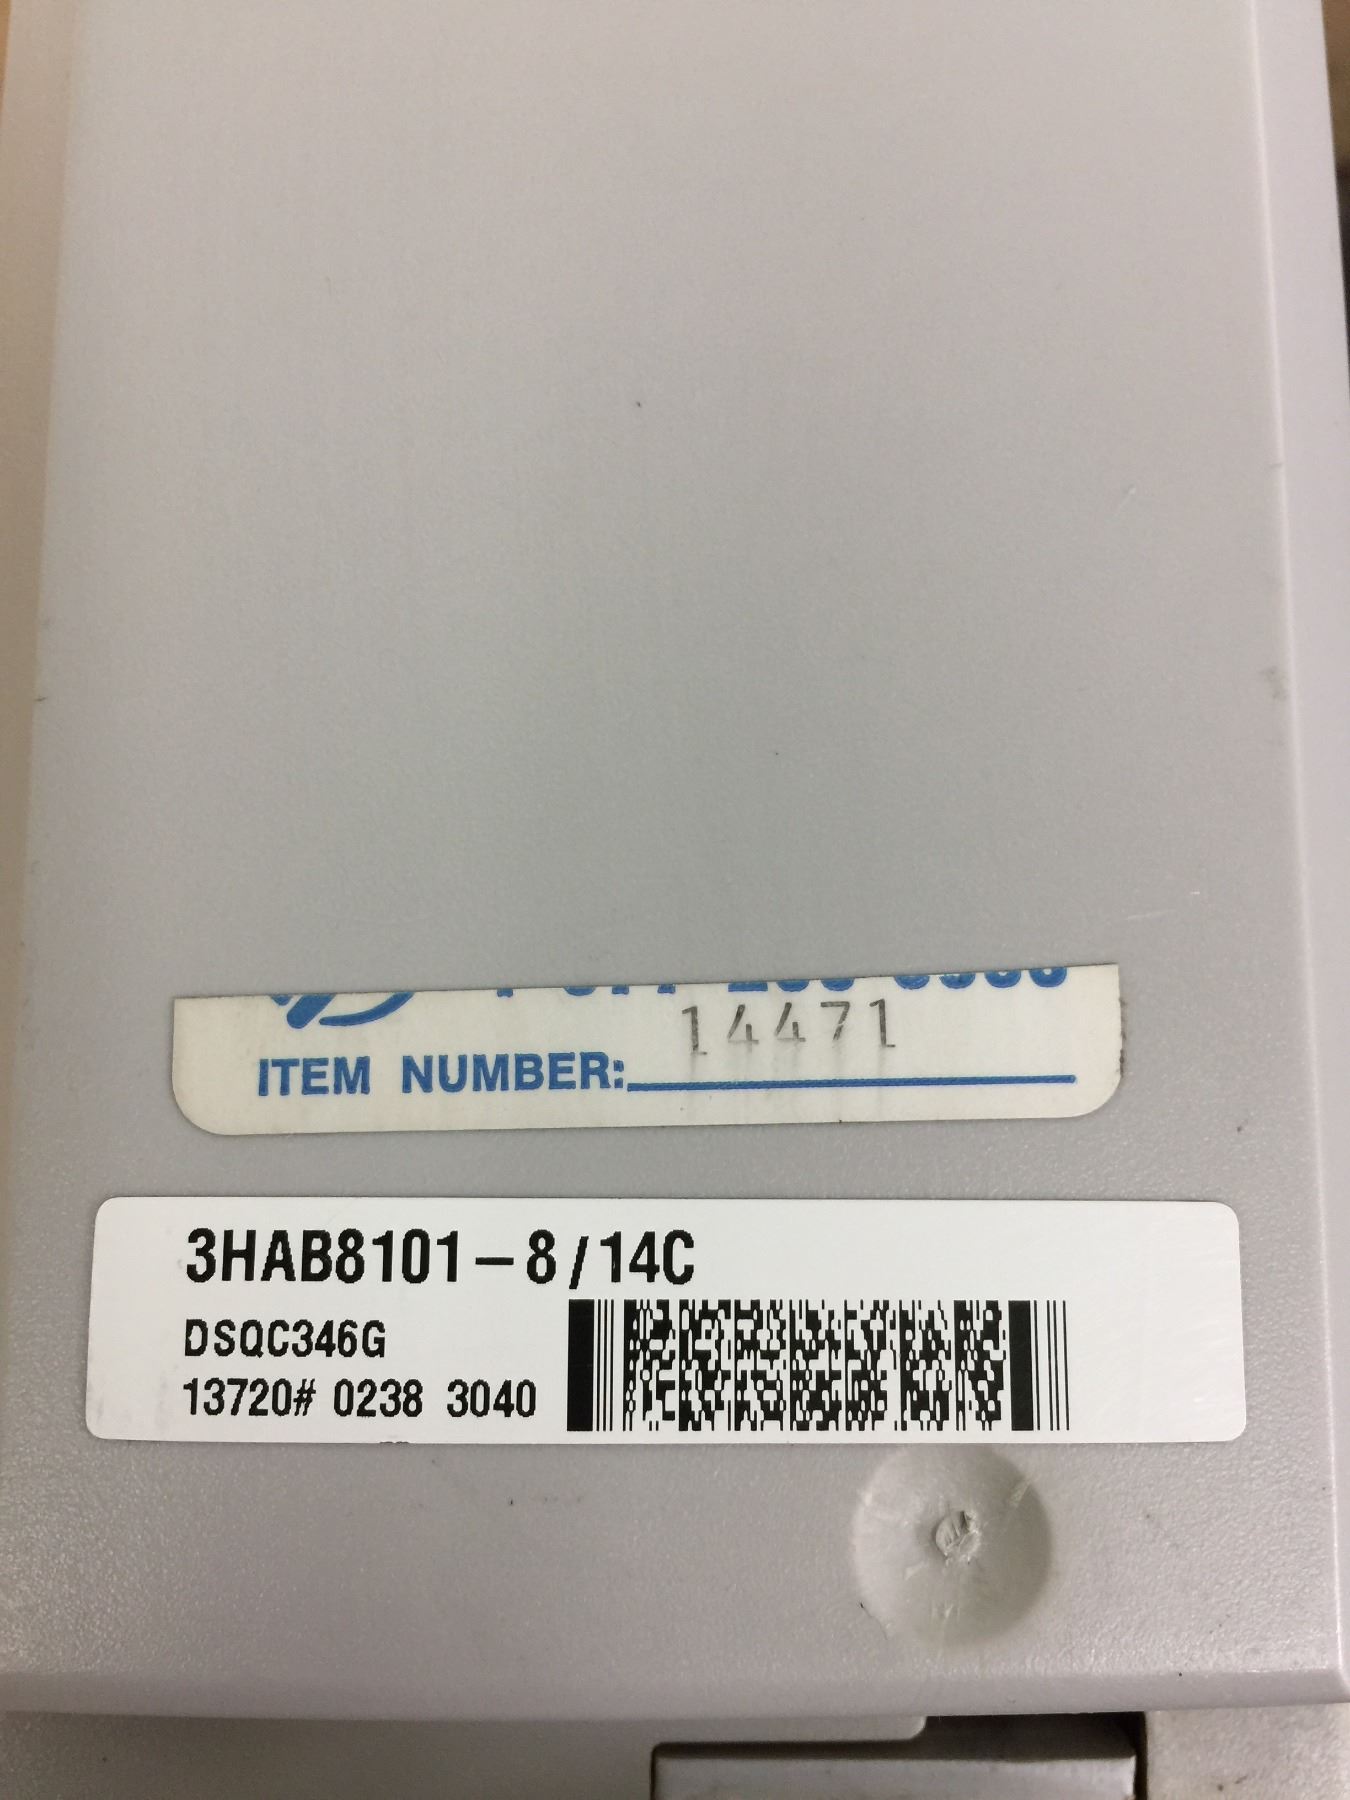 14471
ITEM NUMBER:
3HAB8101-8/14C
DSQC346G
13720# 0238 3040